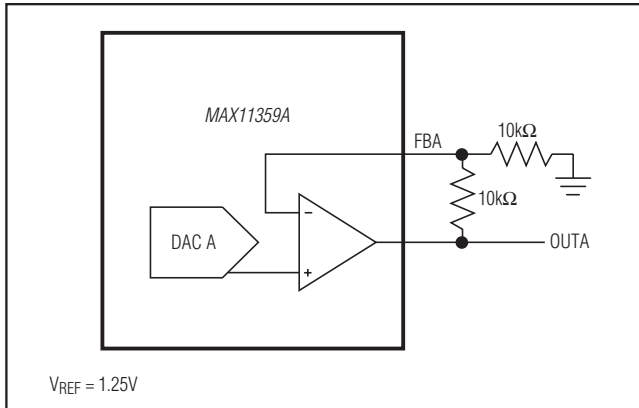 MAX11359A
FBA
10kΩ
10kΩ
DAC A
−
+
OUTA
VREF = 1.25V